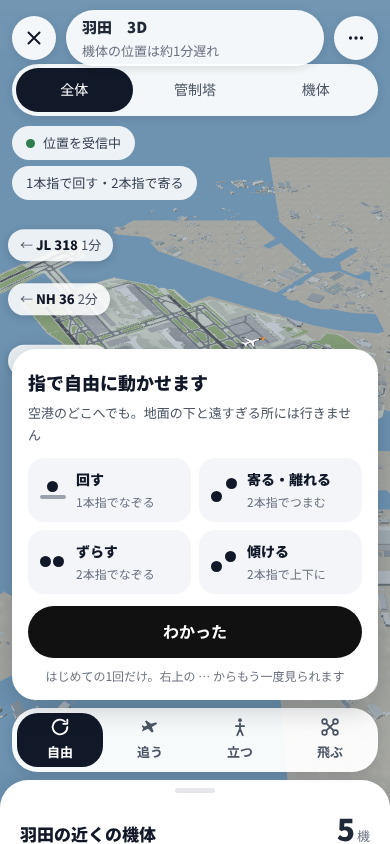 羽田 3D
機体の位置は約1分遅れ
全体
管制塔
機体
位置を受信中
1本指で回す・2本指で寄る
← JL 318 1分
← NH 36 2分
指で自由に動かせます
空港のどこへでも。地面の下と遠すぎる所には行きませ
ん
回す
1本指でなぞる
寄る・離れる
2本指でつまむ
ずらす
2本指でなぞる
傾ける
2本指で上下に
わかった
はじめての1回だけ。右上の … からもう一度見られます
自由
追う
立つ
飛ぶ
羽田の近くの機体
5機